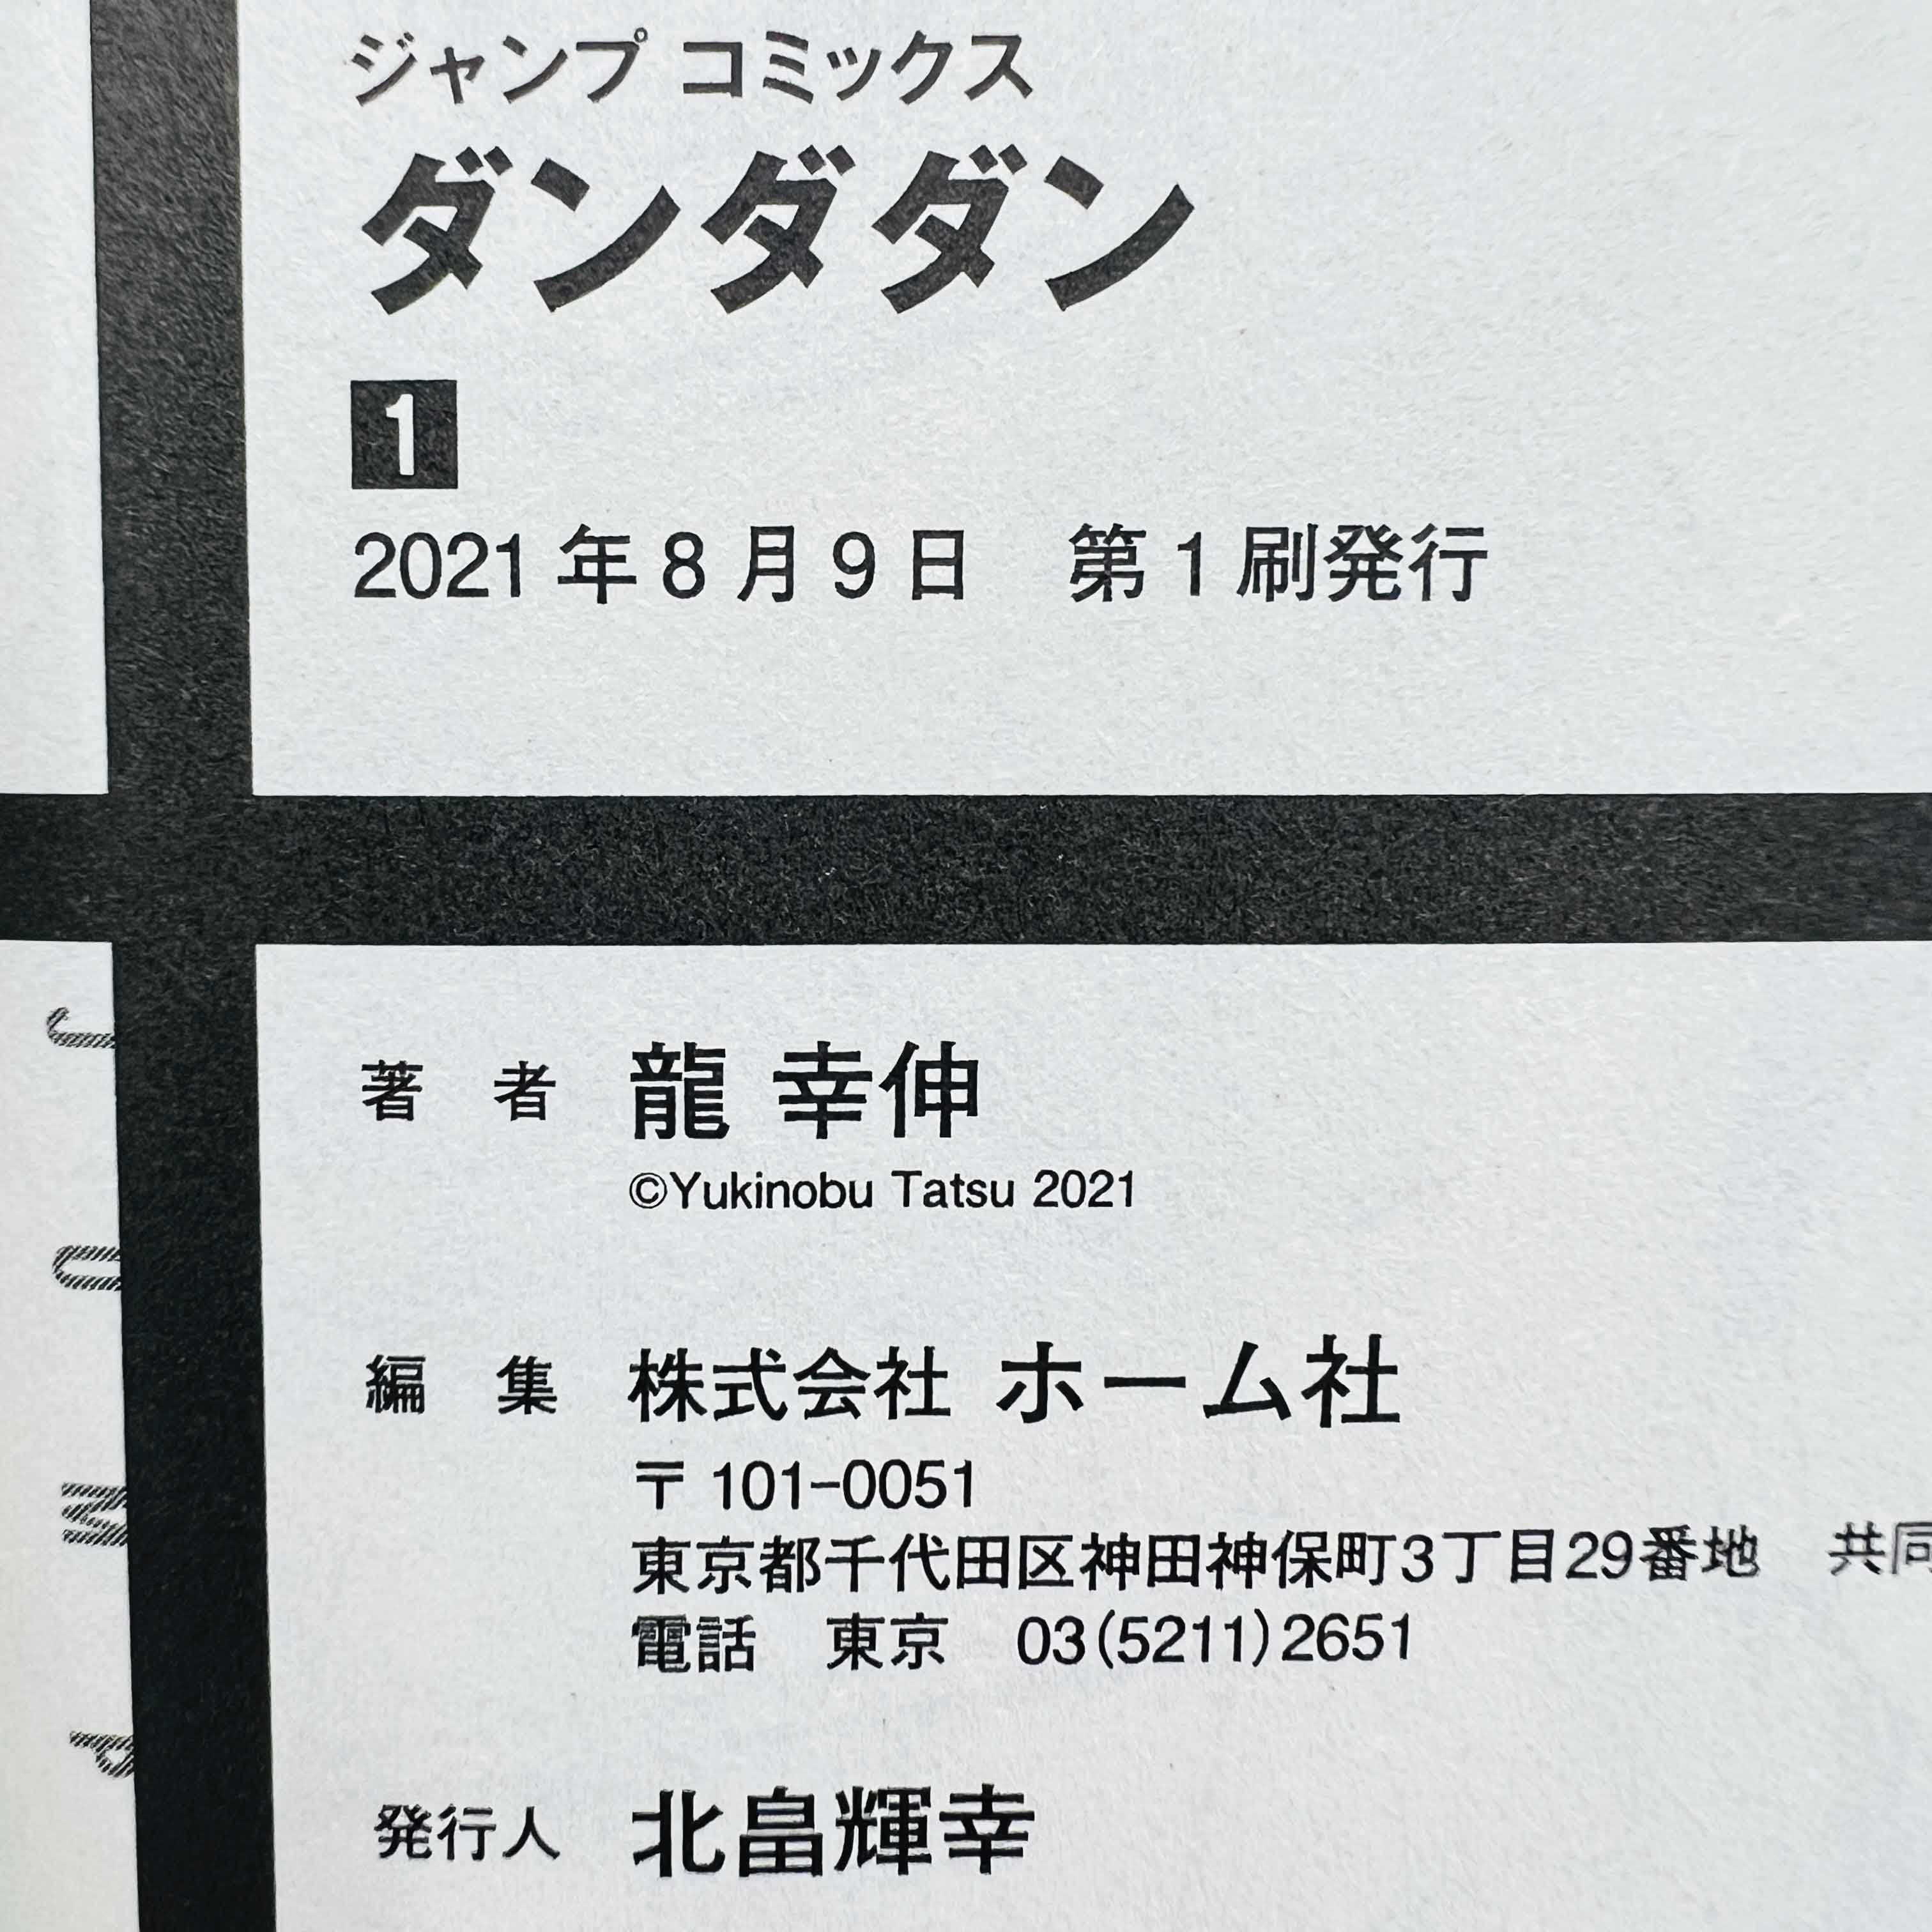 ジャンプ コミックス
ダンダダン
1
2021年8月9日　第1刷発行
著　者　龍 幸伸
©Yukinobu Tatsu 2021
編　集　株式会社 ホーム社
〒 101-0051
東京都千代田区神田神保町3丁目29番地　共同
電話　東京　03(5211)2651
発行人　北畠輝幸
JUMP